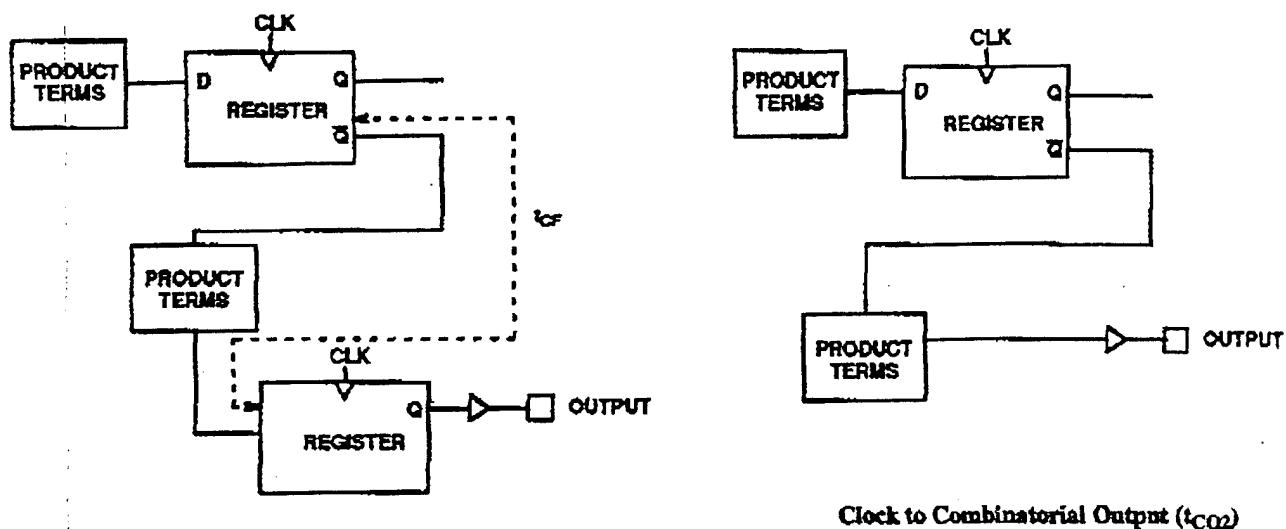 CLK
PRODUCT
TERMS
D
Q
REGISTER
Q̅
tCF
PRODUCT
TERMS
CLK
Q
REGISTER
OUTPUT
CLK
PRODUCT
TERMS
D
Q
REGISTER
Q̅
PRODUCT
TERMS
OUTPUT
Clock to Combinatorial Output (tCO2)